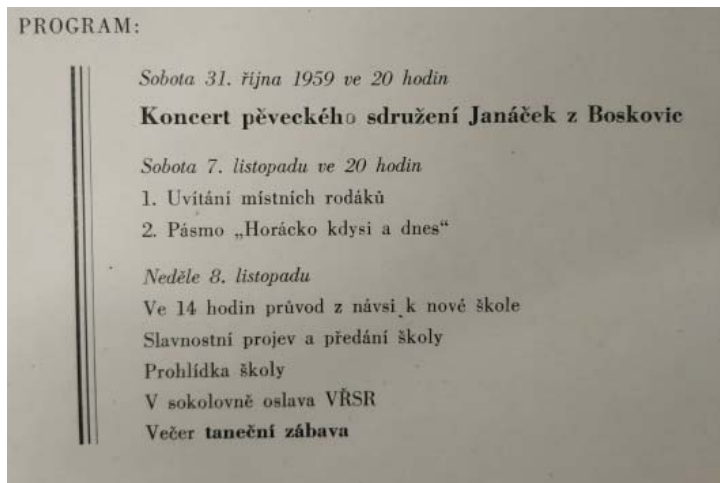 PROGRAM:
Sobota 31. října 1959 ve 20 hodin
Koncert pěveckého sdružení Janáček z Boskovic
Sobota 7. listopadu ve 20 hodin
1. Uvítání místních rodáků
2. Pásmo „Horácko kdysi a dnes“
Neděle 8. listopadu
Ve 14 hodin průvod z návsi k nové škole
Slavnostní projev a předání školy
Prohlídka školy
V sokolovně oslava VŘSR
Večer taneční zábava